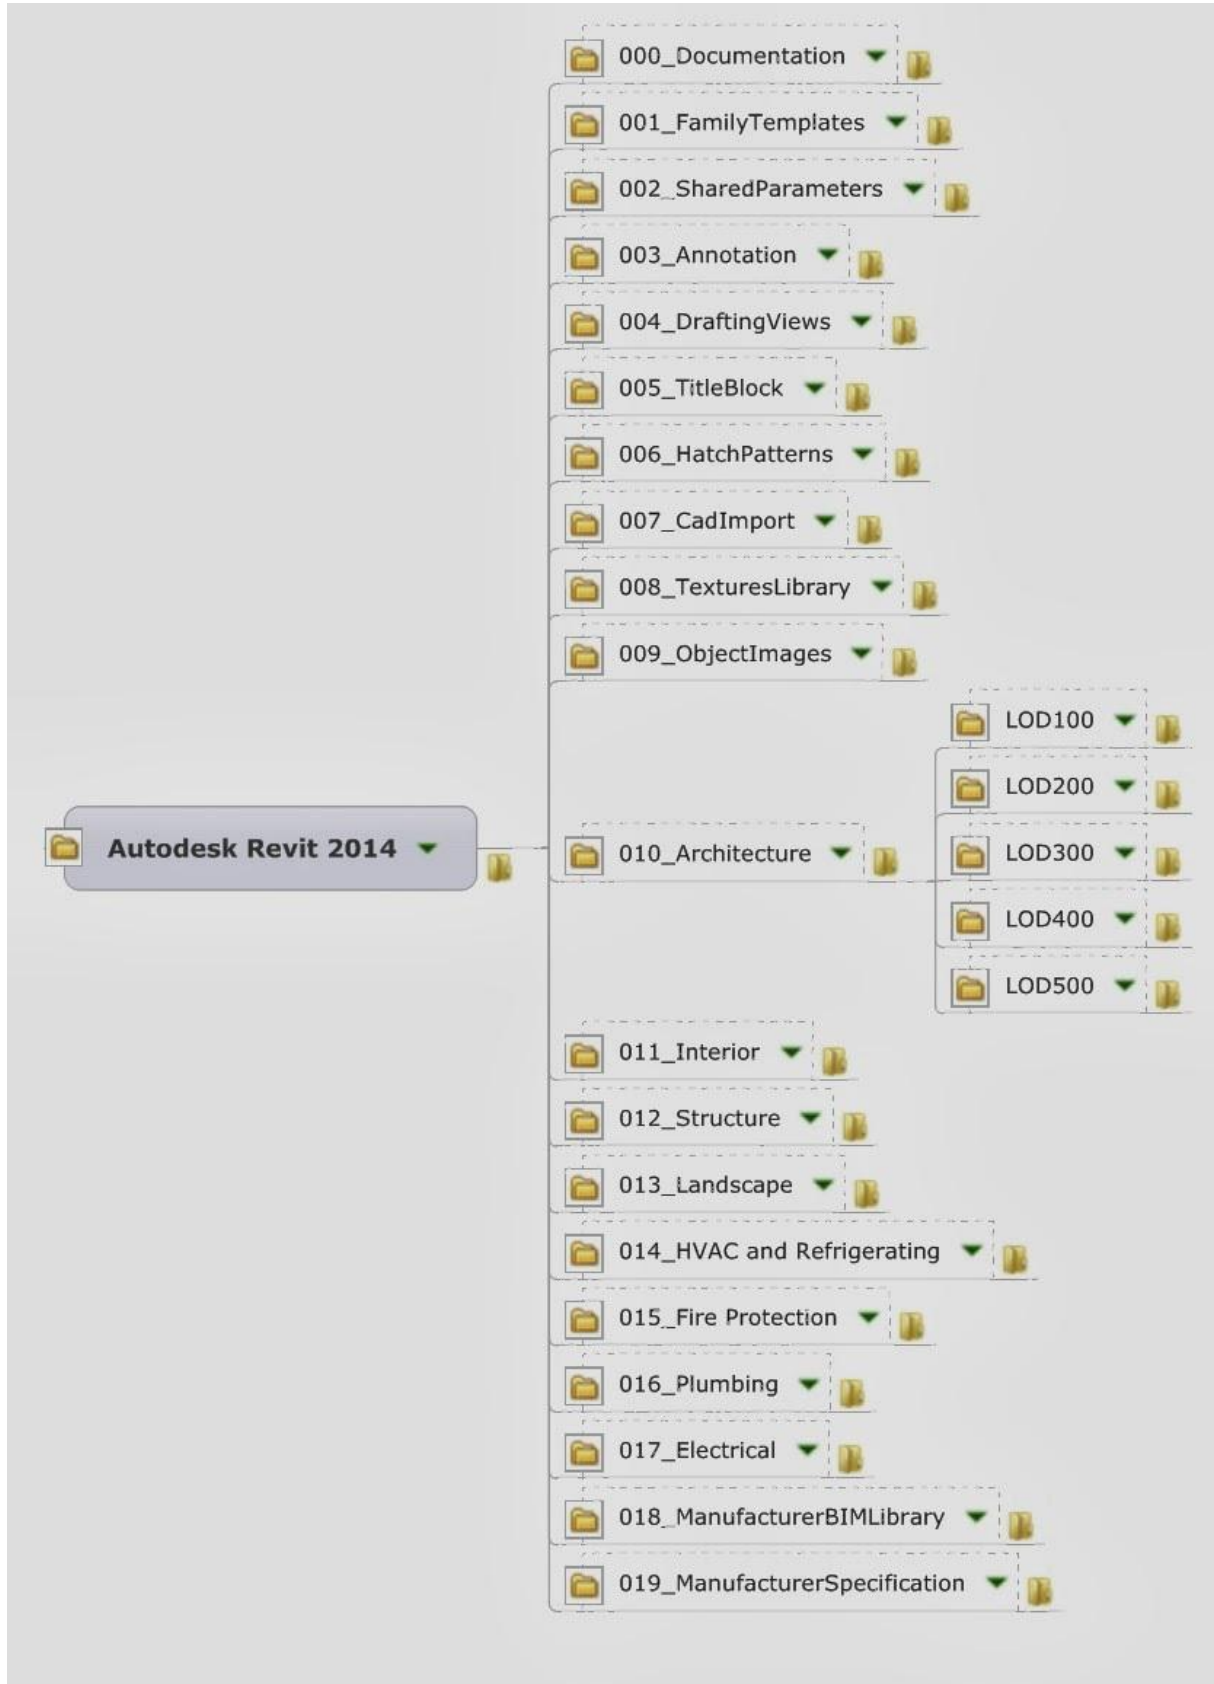 000_Documentation
001_FamilyTemplates
002_SharedParameters
003_Annotation
004_DraftingViews
005_TitleBlock
006_HatchPatterns
007_CadImport
008_TexturesLibrary
009_ObjectImages
Autodesk Revit 2014
010_Architecture
LOD100
LOD200
LOD300
LOD400
LOD500
011_Interior
012_Structure
013_Landscape
014_HVAC and Refrigerating
015_Fire Protection
016_Plumbing
017_Electrical
018_ManufacturerBIMLibrary
019_ManufacturerSpecification